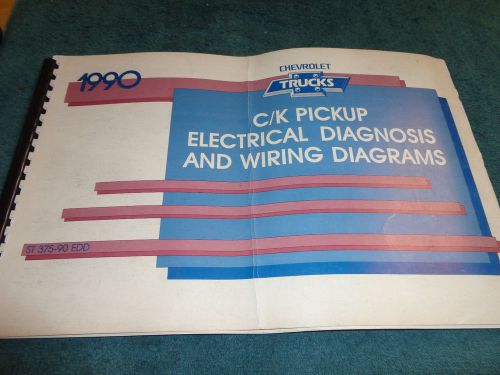 1990
CHEVROLET
TRUCKS
C/K PICKUP
ELECTRICAL DIAGNOSIS
AND WIRING DIAGRAMS
ST 375-90 EDD